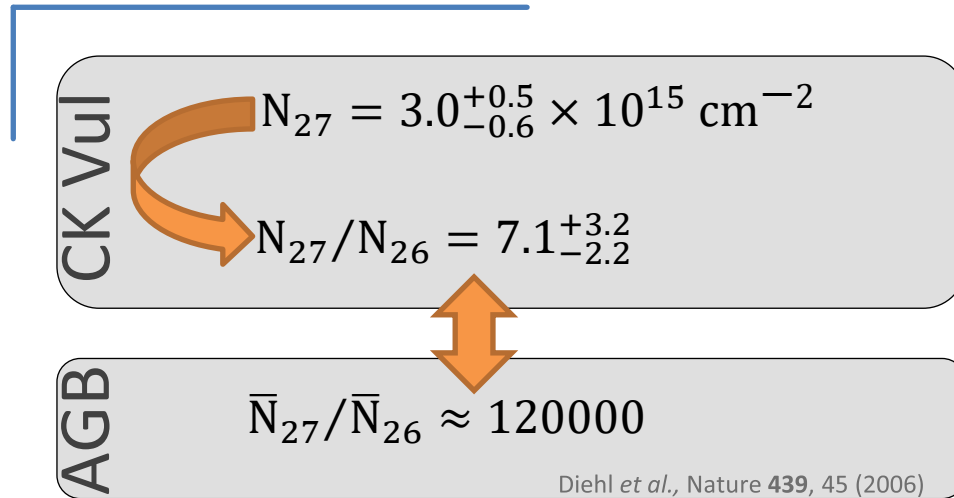 CK Vul
N₂₇ = 3.0⁺⁰·⁵₋₀.₆ × 10¹⁵ cm⁻²
N₂₇/N₂₆ = 7.1⁺³·²₋₂.₂
AGB
N̅₂₇/N̅₂₆ ≈ 120000
Diehl et al., Nature 439, 45 (2006)